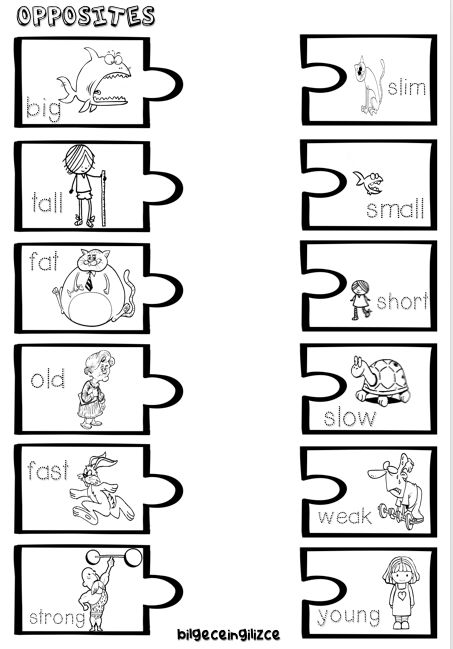 OPPOSITES
big
slim
tall
small
fat
short
old
slow
fast
weak
strong
young
bilgeceingilizce